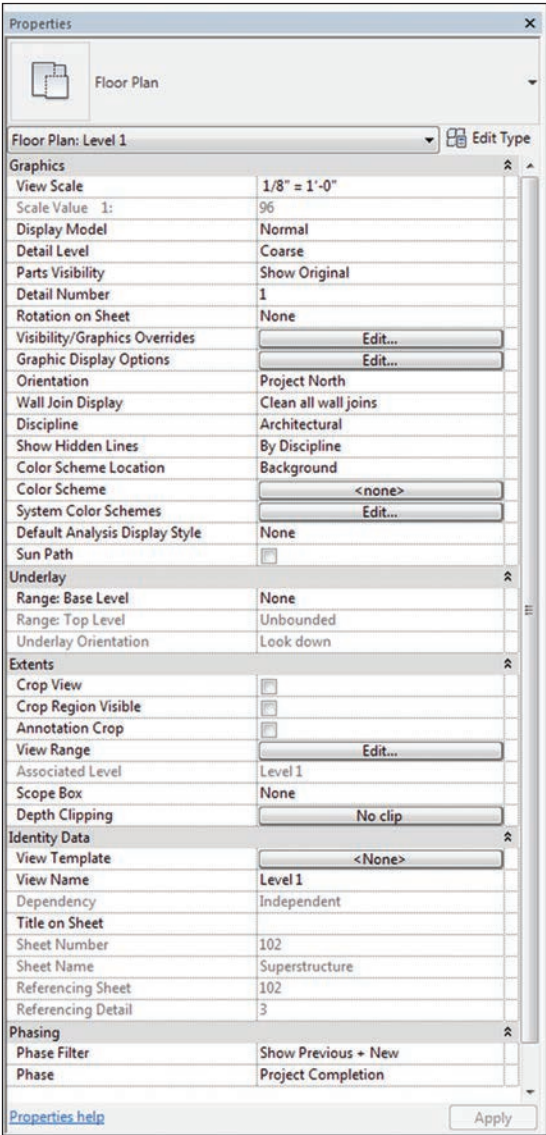 Properties
Floor Plan
Floor Plan: Level 1 Edit Type
Graphics
View Scale 1/8" = 1'-0"
Scale Value 1: 96
Display Model Normal
Detail Level Coarse
Parts Visibility Show Original
Detail Number 1
Rotation on Sheet None
Visibility/Graphics Overrides Edit...
Graphic Display Options Edit...
Orientation Project North
Wall Join Display Clean all wall joins
Discipline Architectural
Show Hidden Lines By Discipline
Color Scheme Location Background
Color Scheme <none>
System Color Schemes Edit...
Default Analysis Display Style None
Sun Path
Underlay
Range: Base Level None
Range: Top Level Unbounded
Underlay Orientation Look down
Extents
Crop View
Crop Region Visible
Annotation Crop
View Range Edit...
Associated Level Level 1
Scope Box None
Depth Clipping No clip
Identity Data
View Template <None>
View Name Level 1
Dependency Independent
Title on Sheet
Sheet Number 102
Sheet Name Superstructure
Referencing Sheet 102
Referencing Detail 3
Phasing
Phase Filter Show Previous + New
Phase Project Completion
Properties help Apply